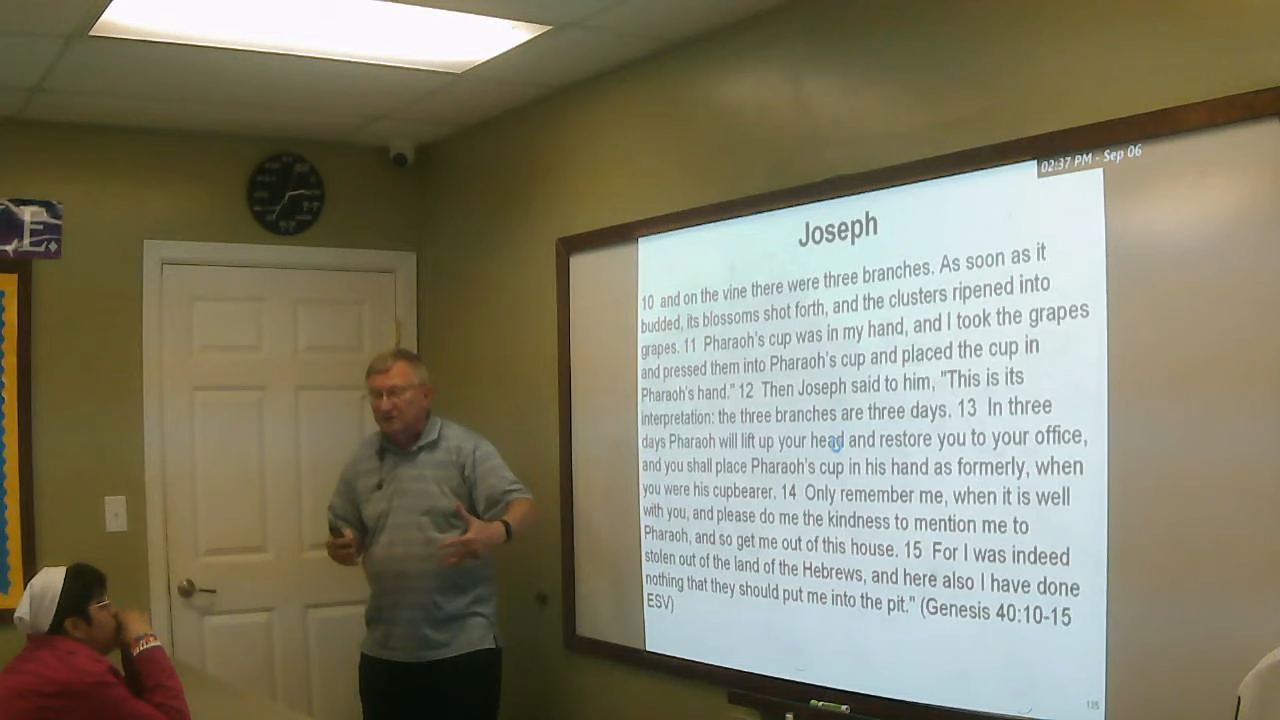 E.
02:37 PM - Sep 06
Joseph
10 and on the vine there were three branches. As soon as it
budded, its blossoms shot forth, and the clusters ripened into
grapes. 11 Pharaoh's cup was in my hand, and I took the grapes
and pressed them into Pharaoh's cup and placed the cup in
Pharaoh's hand." 12 Then Joseph said to him, "This is its
interpretation: the three branches are three days. 13 In three
days Pharaoh will lift up your head and restore you to your office,
and you shall place Pharaoh's cup in his hand as formerly, when
you were his cupbearer. 14 Only remember me, when it is well
with you, and please do me the kindness to mention me to
Pharaoh, and so get me out of this house. 15 For I was indeed
stolen out of the land of the Hebrews, and here also I have done
nothing that they should put me into the pit." (Genesis 40:10-15
ESV)